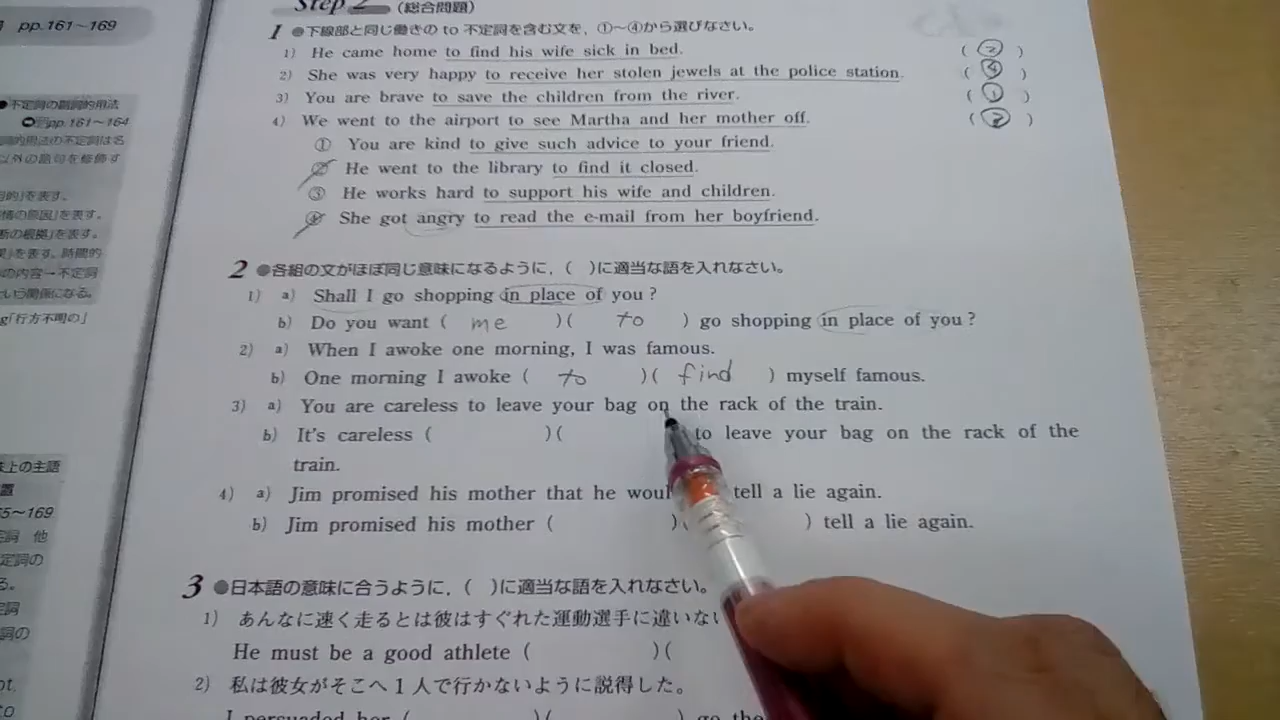 Step 2 (総合問題)
pp.161~169
1 ●下線部と同じ働きの to 不定詞を含む文を, ①~④から選びなさい。
1) He came home to find his wife sick in bed. ( ② )
2) She was very happy to receive her stolen jewels at the police station. ( ④ )
3) You are brave to save the children from the river. ( ① )
4) We went to the airport to see Martha and her mother off.
① You are kind to give such advice to your friend.
② He went to the library to find it closed.
③ He works hard to support his wife and children.
④ She got angry to read the e-mail from her boyfriend.
●不定詞の副詞的用法
pp.161~164
2 ●各組の文がほぼ同じ意味になるように, ( )に適当な語を入れなさい。
1) a) Shall I go shopping in place of you?
b) Do you want ( me )( to ) go shopping in place of you?
2) a) When I awoke one morning, I was famous.
b) One morning I awoke ( to )( find ) myself famous.
3) a) You are careless to leave your bag on the rack of the train.
b) It's careless ( )( to leave your bag on the rack of the
train.
4) a) Jim promised his mother that he woul tell a lie again.
b) Jim promised his mother ( )( ) tell a lie again.
3 ●日本語の意味に合うように, ( )に適当な語を入れなさい。
1) あんなに速く走るとは彼はすぐれた運動選手に違いない
He must be a good athlete ( )(
2) 私は彼女がそこへ1人で行かないように説得した。
I persuaded her ( )( ) go the